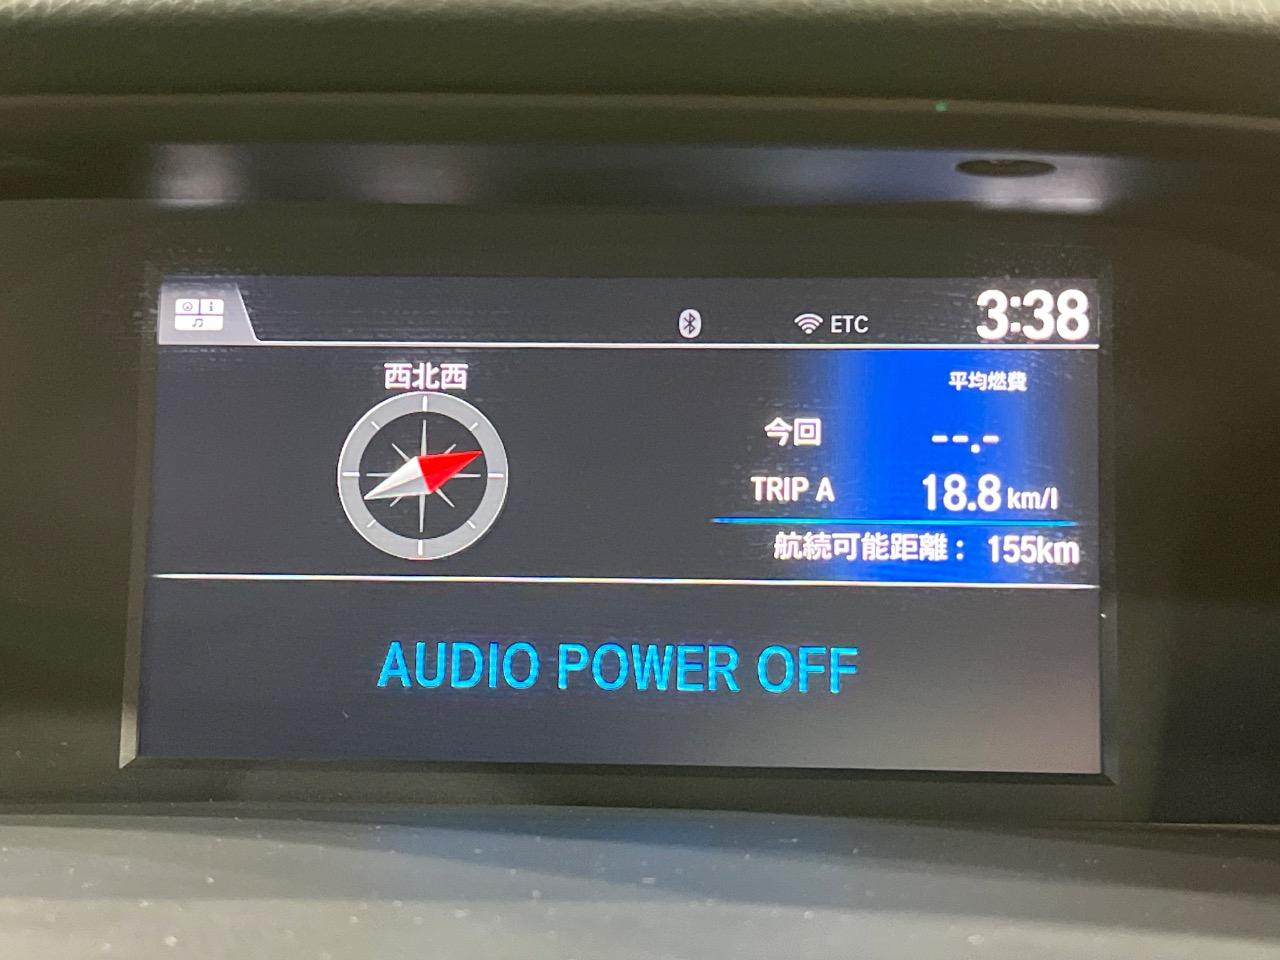 ETC 3:38
西北西
平均燃費
今回 --.-
TRIP A 18.8 km/l
航続可能距離： 155km
AUDIO POWER OFF